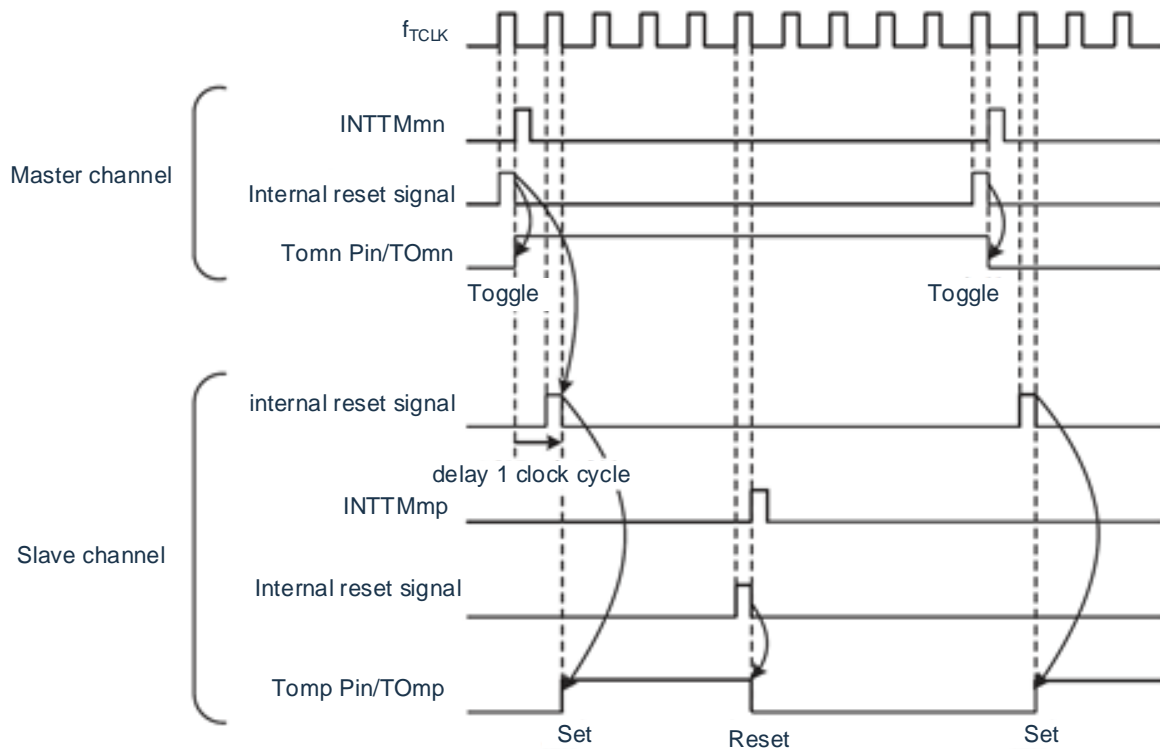 fTCLK
INTTMmn
Master channel
Internal reset signal
Tomn Pin/TOmn
Toggle Toggle
internal reset signal
delay 1 clock cycle
INTTMmp
Slave channel
Internal reset signal
Tomp Pin/TOmp
Set Reset Set